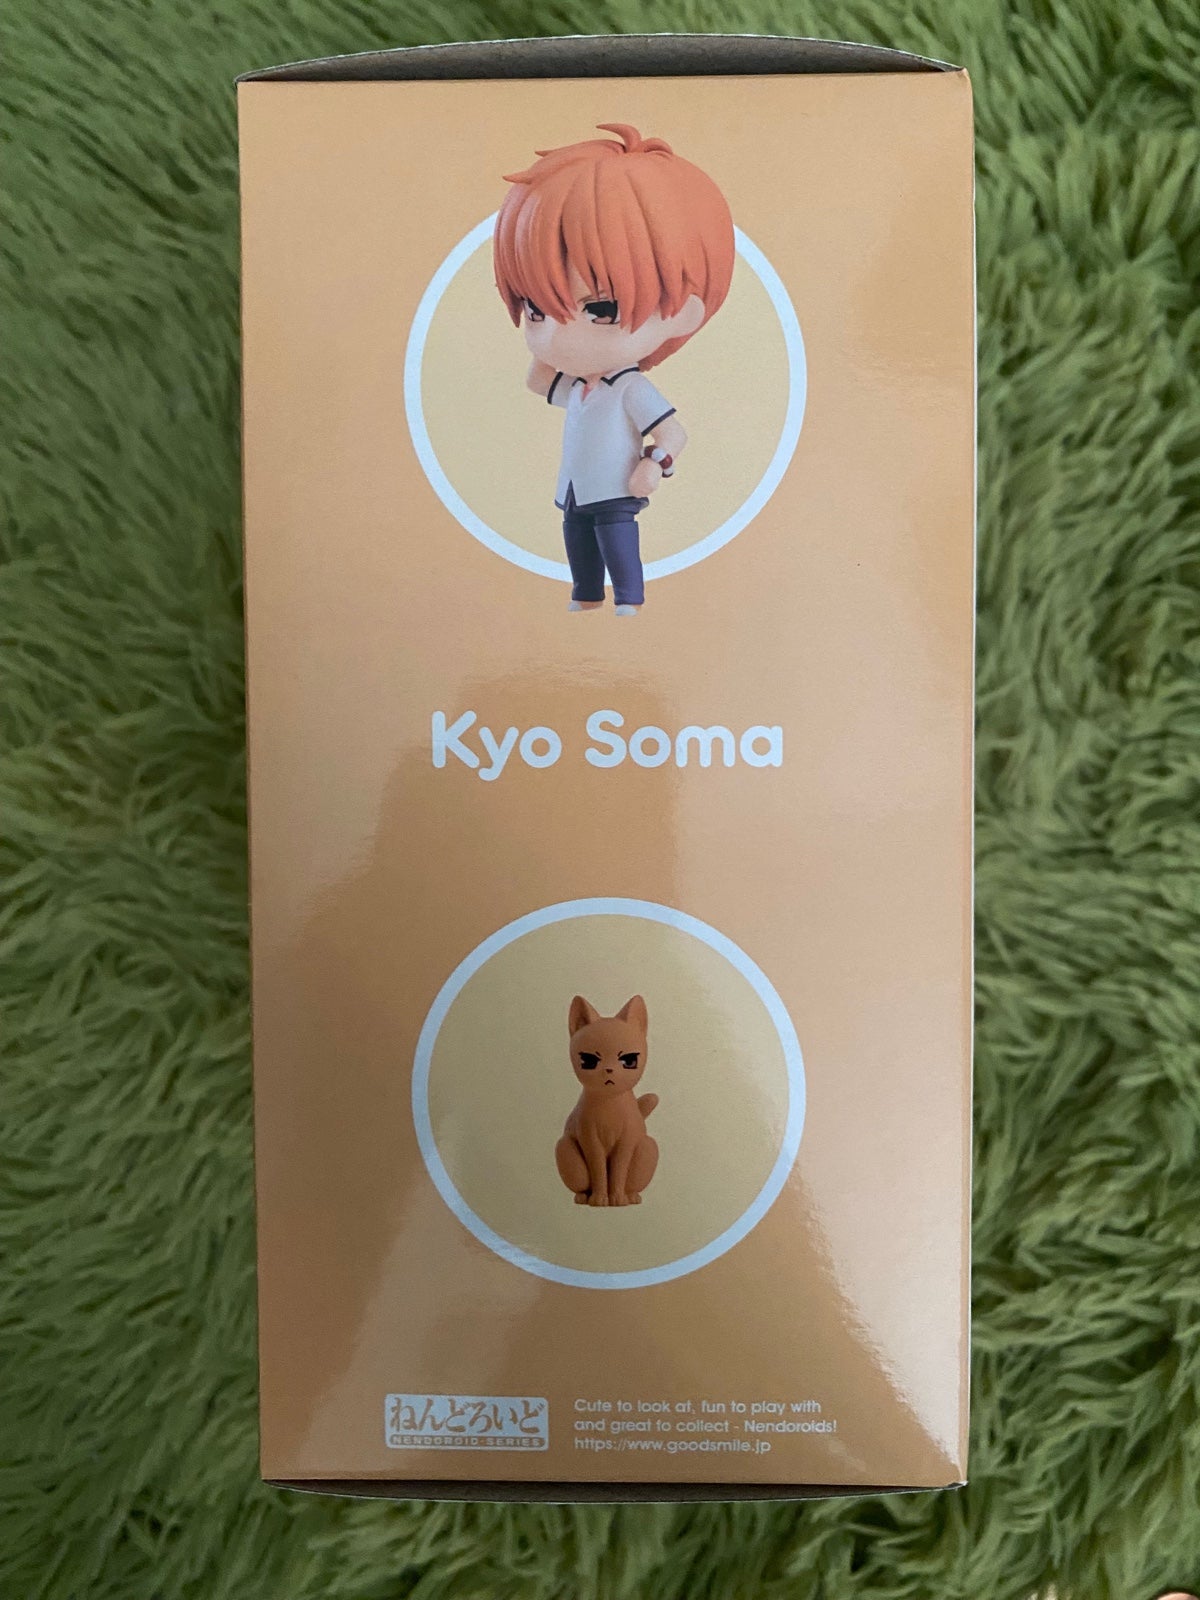 Kyo Soma
ねんどろいど
NENDOROID-SERIES
Cute to look at, fun to play with
and great to collect - Nendoroids!
https://www.goodsmile.jp